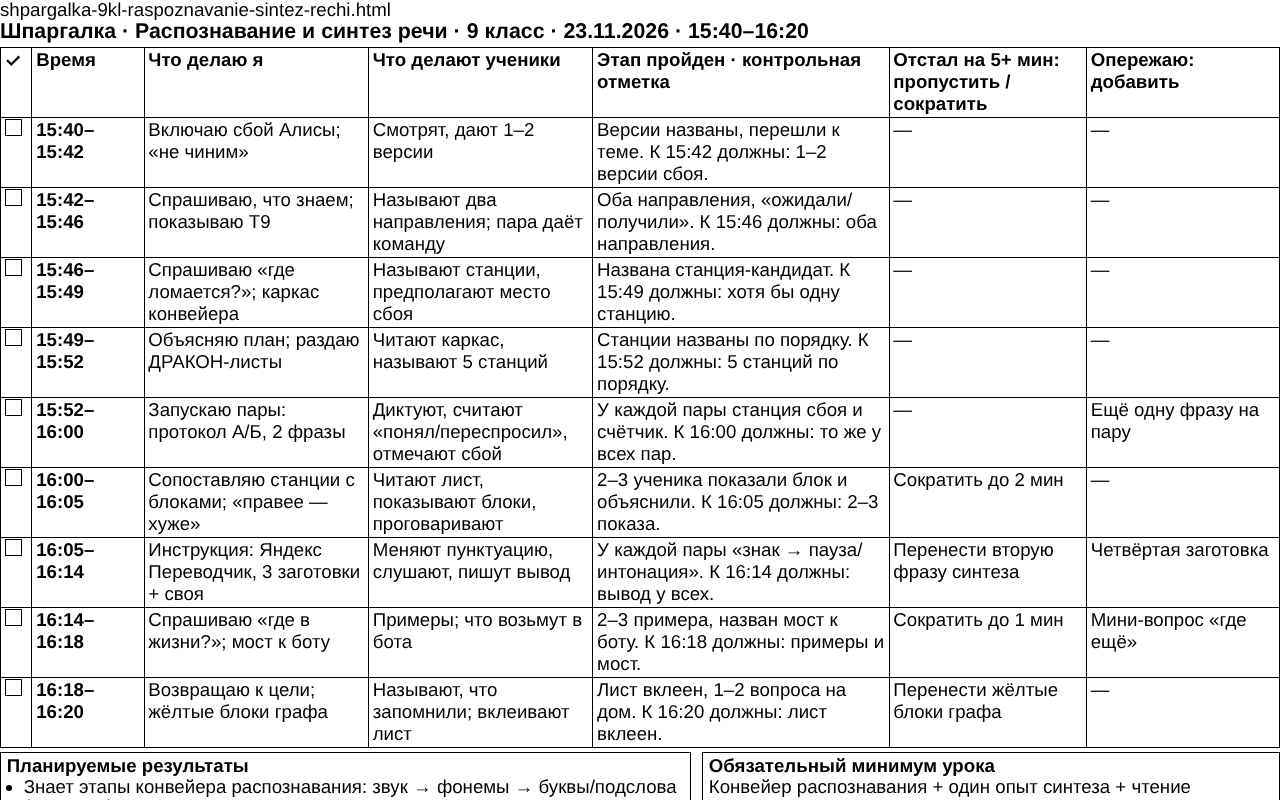 shpargalka-9kl-raspoznavanie-sintez-rechi.html
Шпаргалка · Распознавание и синтез речи · 9 класс · 23.11.2026 · 15:40–16:20
✓ Время Что делаю я Что делают ученики Этап пройден · контрольная отметка Отстал на 5+ мин: пропустить / сократить Опережаю: добавить
15:40–15:42 Включаю сбой Алисы; «не чиним» Смотрят, дают 1–2 версии Версии названы, перешли к теме. К 15:42 должны: 1–2 версии сбоя. — —
15:42–15:46 Спрашиваю, что знаем; показываю Т9 Называют два направления; пара даёт команду Оба направления, «ожидали/получили». К 15:46 должны: оба направления. — —
15:46–15:49 Спрашиваю «где ломается?»; каркас конвейера Называют станции, предполагают место сбоя Названа станция-кандидат. К 15:49 должны: хотя бы одну станцию. — —
15:49–15:52 Объясняю план; раздаю ДРАКОН-листы Читают каркас, называют 5 станций Станции названы по порядку. К 15:52 должны: 5 станций по порядку. — —
15:52–16:00 Запускаю пары: протокол А/Б, 2 фразы Диктуют, считают «понял/переспросил», отмечают сбой У каждой пары станция сбоя и счётчик. К 16:00 должны: то же у всех пар. — Ещё одну фразу на пару
16:00–16:05 Сопоставляю станции с блоками; «правее — хуже» Читают лист, показывают блоки, проговаривают 2–3 ученика показали блок и объяснили. К 16:05 должны: 2–3 показа. Сократить до 2 мин —
16:05–16:14 Инструкция: Яндекс Переводчик, 3 заготовки + своя Меняют пунктуацию, слушают, пишут вывод У каждой пары «знак → пауза/интонация». К 16:14 должны: вывод у всех. Перенести вторую фразу синтеза Четвёртая заготовка
16:14–16:18 Спрашиваю «где в жизни?»; мост к боту Примеры; что возьмут в бота 2–3 примера, назван мост к боту. К 16:18 должны: примеры и мост. Сократить до 1 мин Мини-вопрос «где ещё»
16:18–16:20 Возвращаю к цели; жёлтые блоки графа Называют, что запомнили; вклеивают лист Лист вклеен, 1–2 вопроса на дом. К 16:20 должны: лист вклеен. Перенести жёлтые блоки графа —
Планируемые результаты
• Знает этапы конвейера распознавания: звук → фонемы → буквы/подслова
Обязательный минимум урока
Конвейер распознавания + один опыт синтеза + чтение